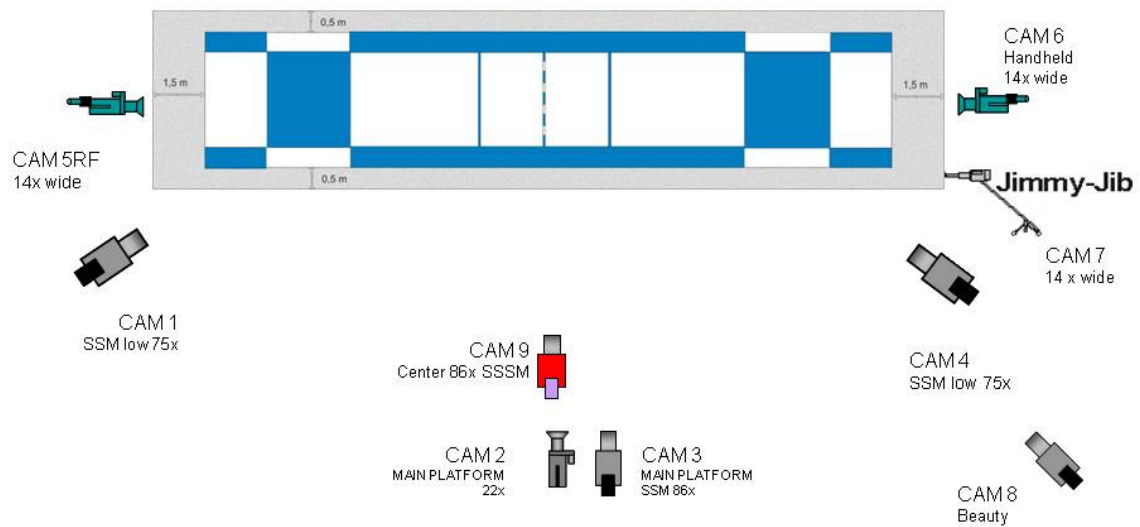 0,5 m
CAM 6
Handheld
14x wide
1,5 m
1,5 m
CAM 5RF
14x wide
0,5 m
Jimmy-Jib
CAM 7
14 x wide
CAM 1
SSM low 75x
CAM 9
Center 86x SSSM
CAM 4
SSM low 75x
CAM 2
MAIN PLATFORM
22x
CAM 3
MAIN PLATFORM
SSM 86x
CAM 8
Beauty